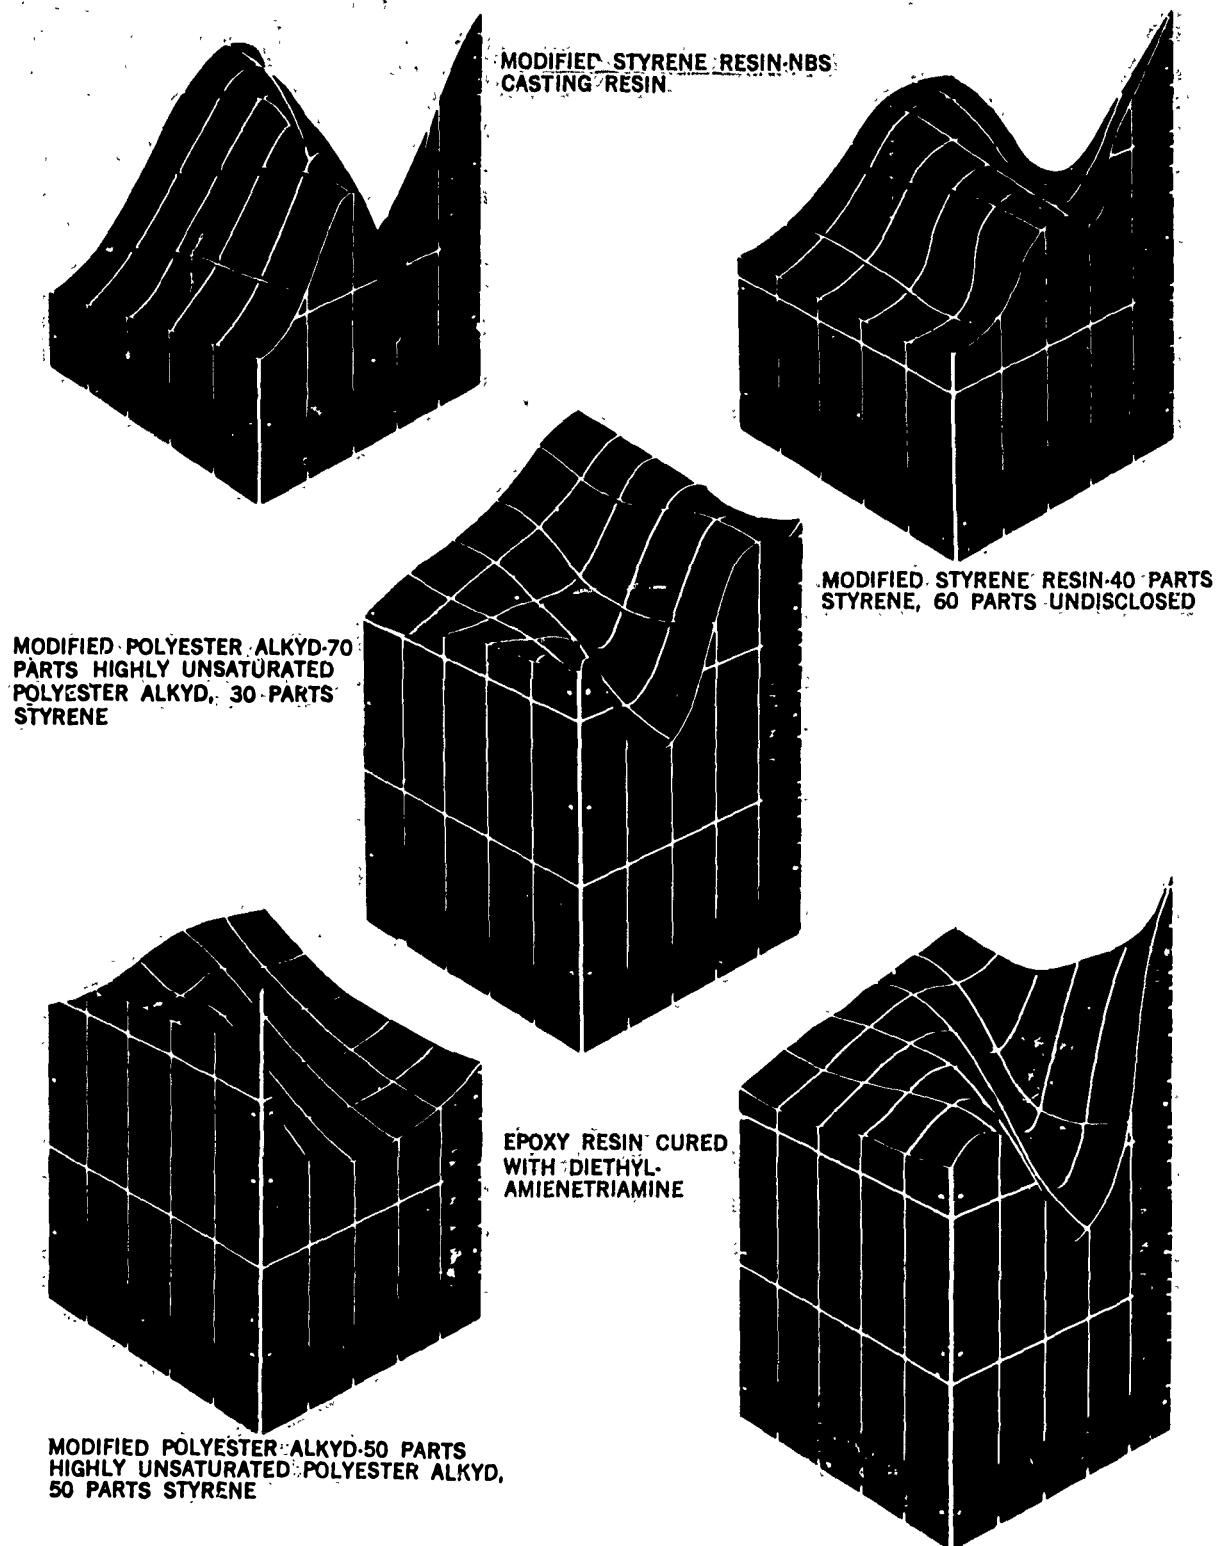 MODIFIED STYRENE RESIN-NBS
CASTING RESIN
MODIFIED STYRENE RESIN-40 PARTS
STYRENE, 60 PARTS UNDISCLOSED
MODIFIED POLYESTER ALKYD-70
PARTS HIGHLY UNSATURATED
POLYESTER ALKYD, 30 PARTS
STYRENE
EPOXY RESIN CURED
WITH DIETHYL-
AMIENETRIAMINE
MODIFIED POLYESTER ALKYD-50 PARTS
HIGHLY UNSATURATED POLYESTER ALKYD,
50 PARTS STYRENE